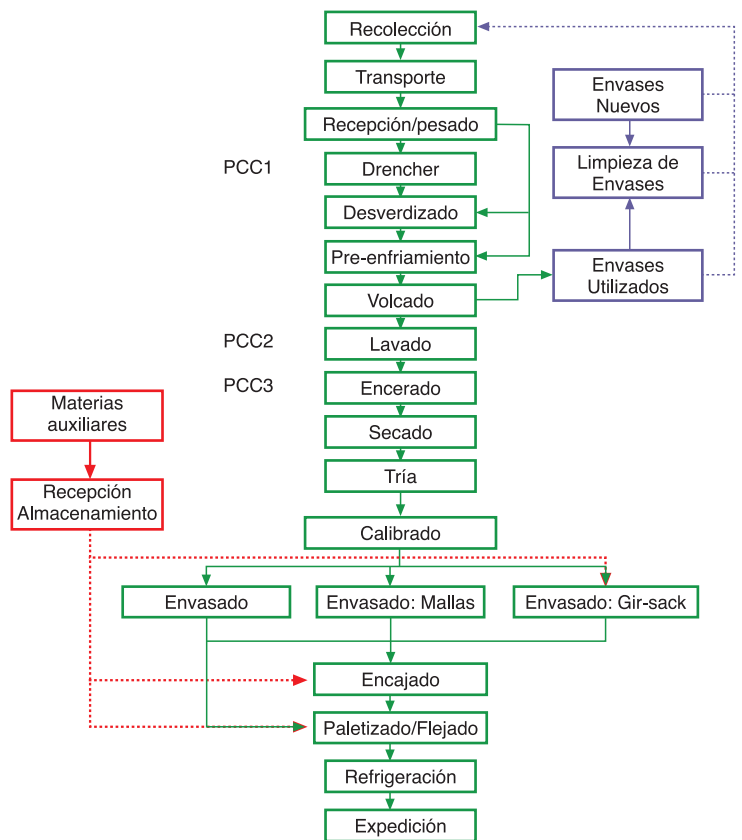 Recolección
Transporte
Envases
Nuevos
Recepción/pesado
PCC1
Drencher
Limpieza de
Envases
Desverdizado
Pre-enfriamiento
Envases
Utilizados
Volcado
PCC2
Lavado
PCC3
Encerado
Materias
auxiliares
Secado
Tría
Recepción
Almacenamiento
Calibrado
Envasado
Envasado: Mallas
Envasado: Gir-sack
Encajado
Paletizado/Flejado
Refrigeración
Expedición